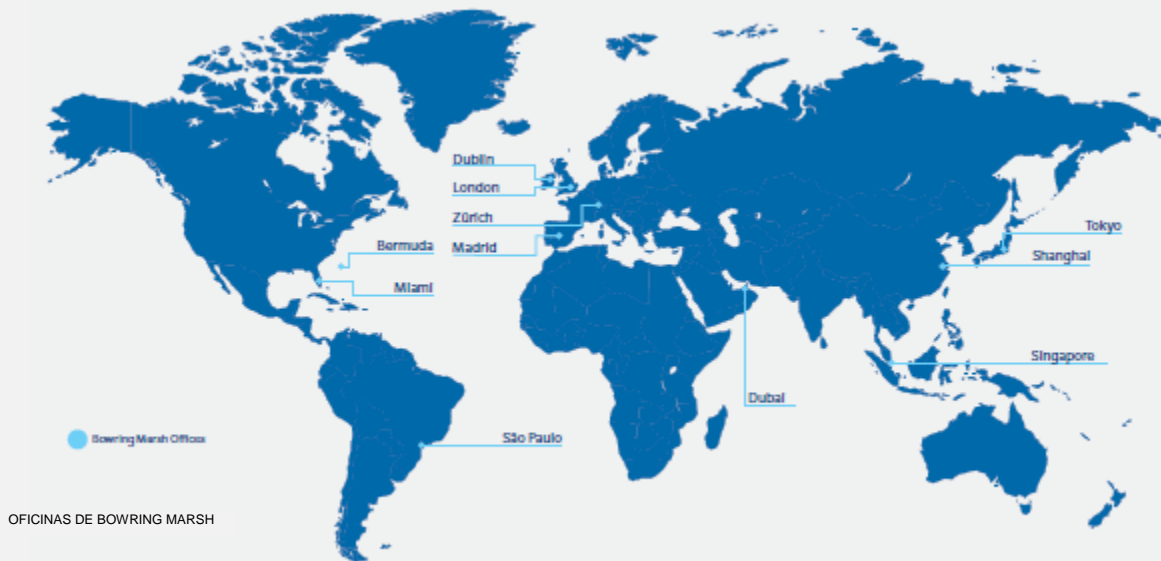 Dublin
London
Zürich
Madrid
Bermuda
Miami
Tokyo
Shanghai
Singapore
Dubai
São Paulo
Bowring Marsh Offices
OFICINAS DE BOWRING MARSH